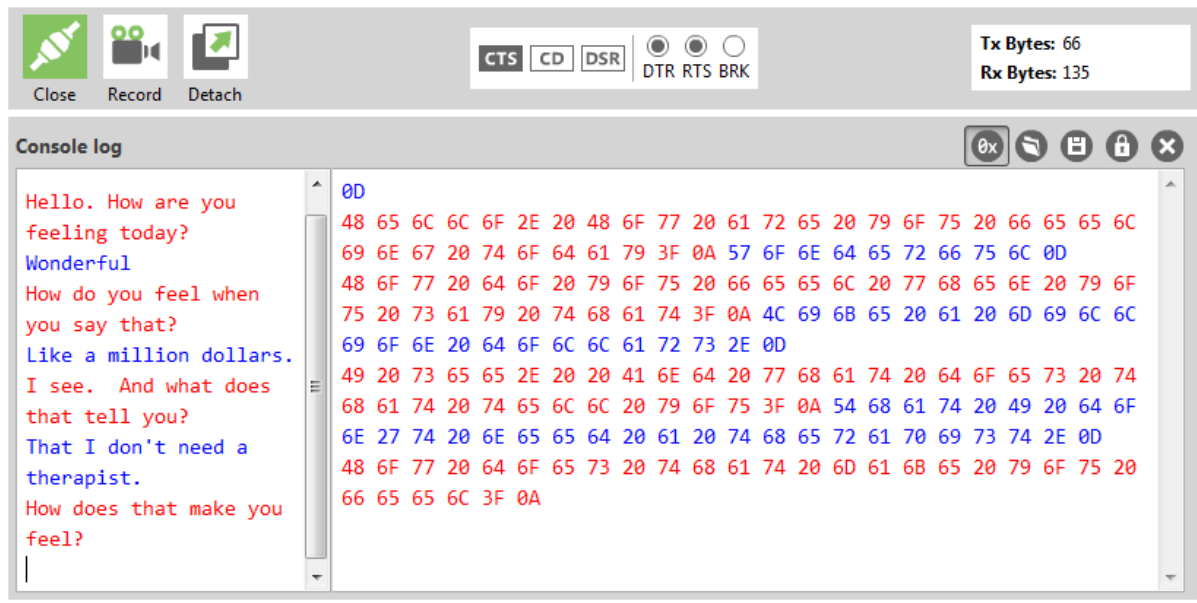 Close Record Detach
CTS CD DSR
DTR RTS BRK
Tx Bytes: 66
Rx Bytes: 135
Console log
0x
Hello. How are you
feeling today?
Wonderful
How do you feel when
you say that?
Like a million dollars.
I see.  And what does
that tell you?
That I don't need a
therapist.
How does that make you
feel?
0D
48 65 6C 6C 6F 2E 20 48 6F 77 20 61 72 65 20 79 6F 75 20 66 65 65 6C
69 6E 67 20 74 6F 64 61 79 3F 0A 57 6F 6E 64 65 72 66 75 6C 0D
48 6F 77 20 64 6F 20 79 6F 75 20 66 65 65 6C 20 77 68 65 6E 20 79 6F
75 20 73 61 79 20 74 68 61 74 3F 0A 4C 69 6B 65 20 61 20 6D 69 6C 6C
69 6F 6E 20 64 6F 6C 6C 61 72 73 2E 0D
49 20 73 65 65 2E 20 20 41 6E 64 20 77 68 61 74 20 64 6F 65 73 20 74
68 61 74 20 74 65 6C 6C 20 79 6F 75 3F 0A 54 68 61 74 20 49 20 64 6F
6E 27 74 20 6E 65 65 64 20 61 20 74 68 65 72 61 70 69 73 74 2E 0D
48 6F 77 20 64 6F 65 73 20 74 68 61 74 20 6D 61 6B 65 20 79 6F 75 20
66 65 65 6C 3F 0A